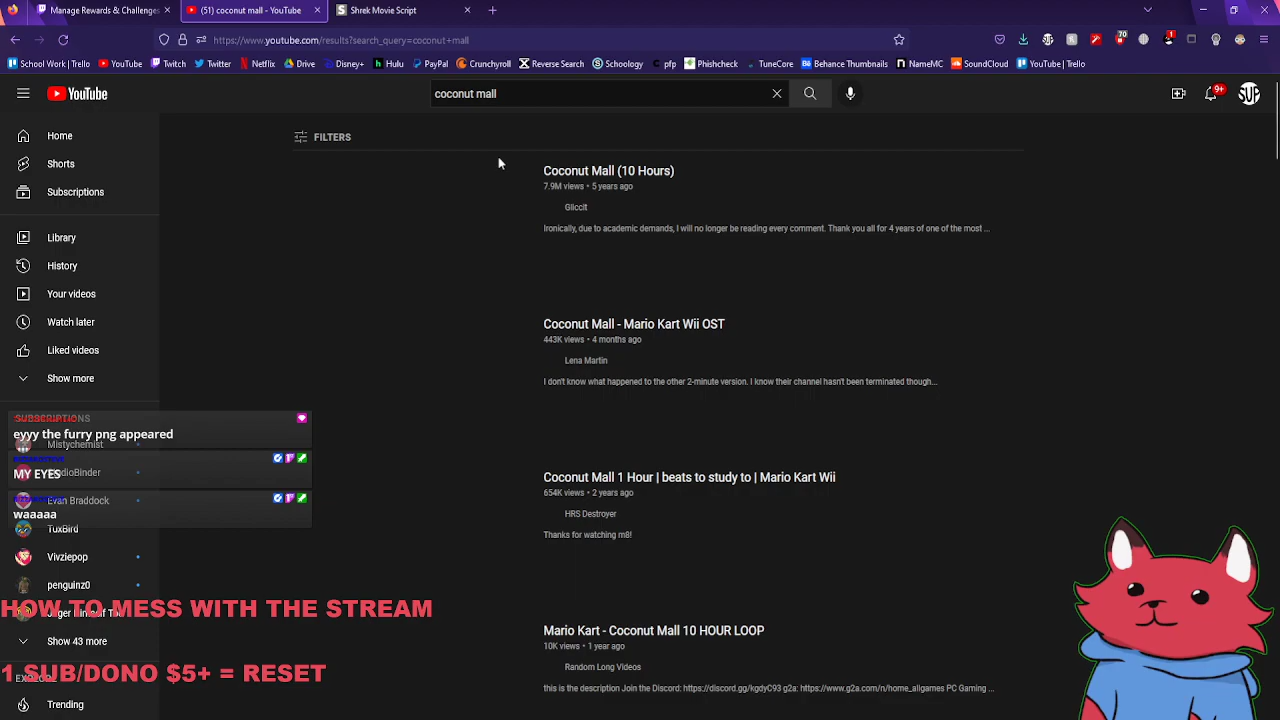 Manage Rewards & Challenges
(51) coconut mall - YouTube
Shrek Movie Script
https://www.youtube.com/results?search_query=coconut+mall
School Work | Trello
YouTube
Twitch
Twitter
Netflix
Drive
Disney+
Hulu
PayPal
Crunchyroll
Reverse Search
Schoology
pfp
Phishcheck
TuneCore
Bathroom Attendants
NameMC
SoundCloud
YouTube | Trello
YouTube
coconut mall
9+
SUF
Home
Shorts
Subscriptions
Library
History
Your videos
Watch later
Liked videos
Show more
FILTERS
Coconut Mall (10 Hours)
7.9M views • 5 years ago
Gliccit
Ironically, due to academic demands, I will no longer be reading every comment. Thank you all for 4 years of one of the most ...
Coconut Mall - Mario Kart Wii OST
443K views • 4 months ago
Lena Martin
I don't know what happened to the other 2-minute version. I know their channel hasn't been terminated though...
Coconut Mall 1 Hour | beats to study to | Mario Kart Wii
654K views • 2 years ago
HRS Destroyer
Thanks for watching m8!
Mario Kart - Coconut Mall 10 HOUR LOOP
10K views • 1 year ago
Random Long Videos
this is the description Join the Discord: https://discord.gg/kgdyC93 g2a: https://www.g2a.com/n/home_allgames PC Gaming ...
SUBSCRIPTIONS
eyyy the furry png appeared
Mistychemist
MY EYES
Evan Braddock
waaaaa
TuxBird
Vivziepop
penguinz0
HOW TO MESS WITH THE STREAM
Show 43 more
1 SUB/DONO $5+ = RESET
Trending